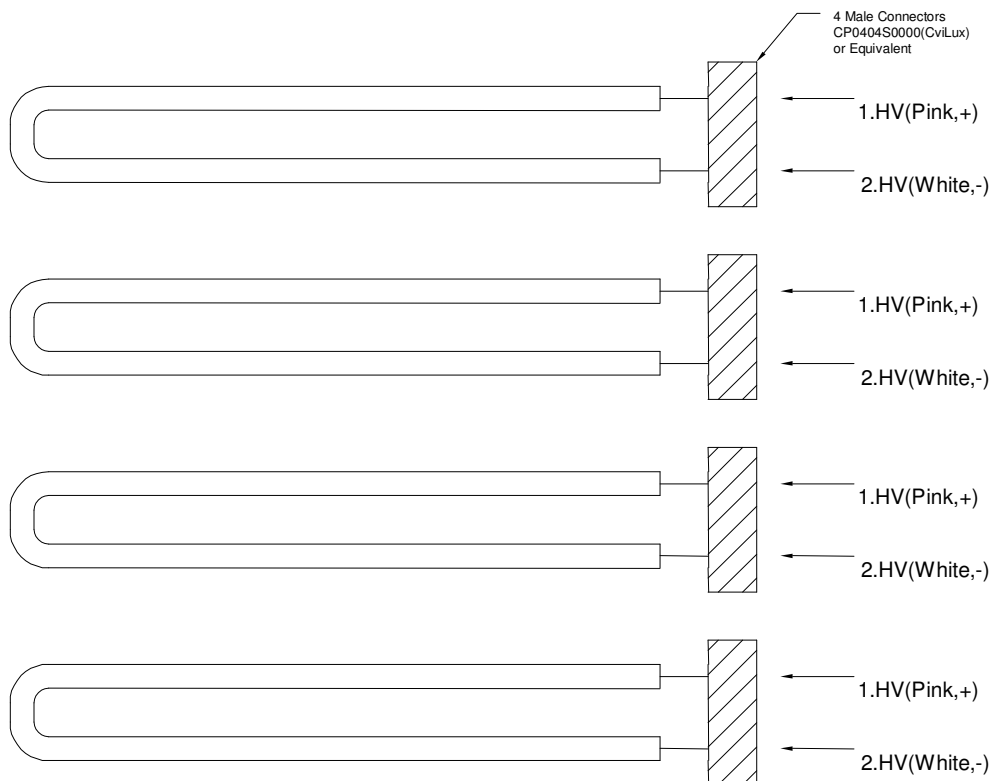 4 Male Connectors
CP0404S0000(CviLux)
or Equivalent
1.HV(Pink,+)
2.HV(White,-)
1.HV(Pink,+)
2.HV(White,-)
1.HV(Pink,+)
2.HV(White,-)
1.HV(Pink,+)
2.HV(White,-)